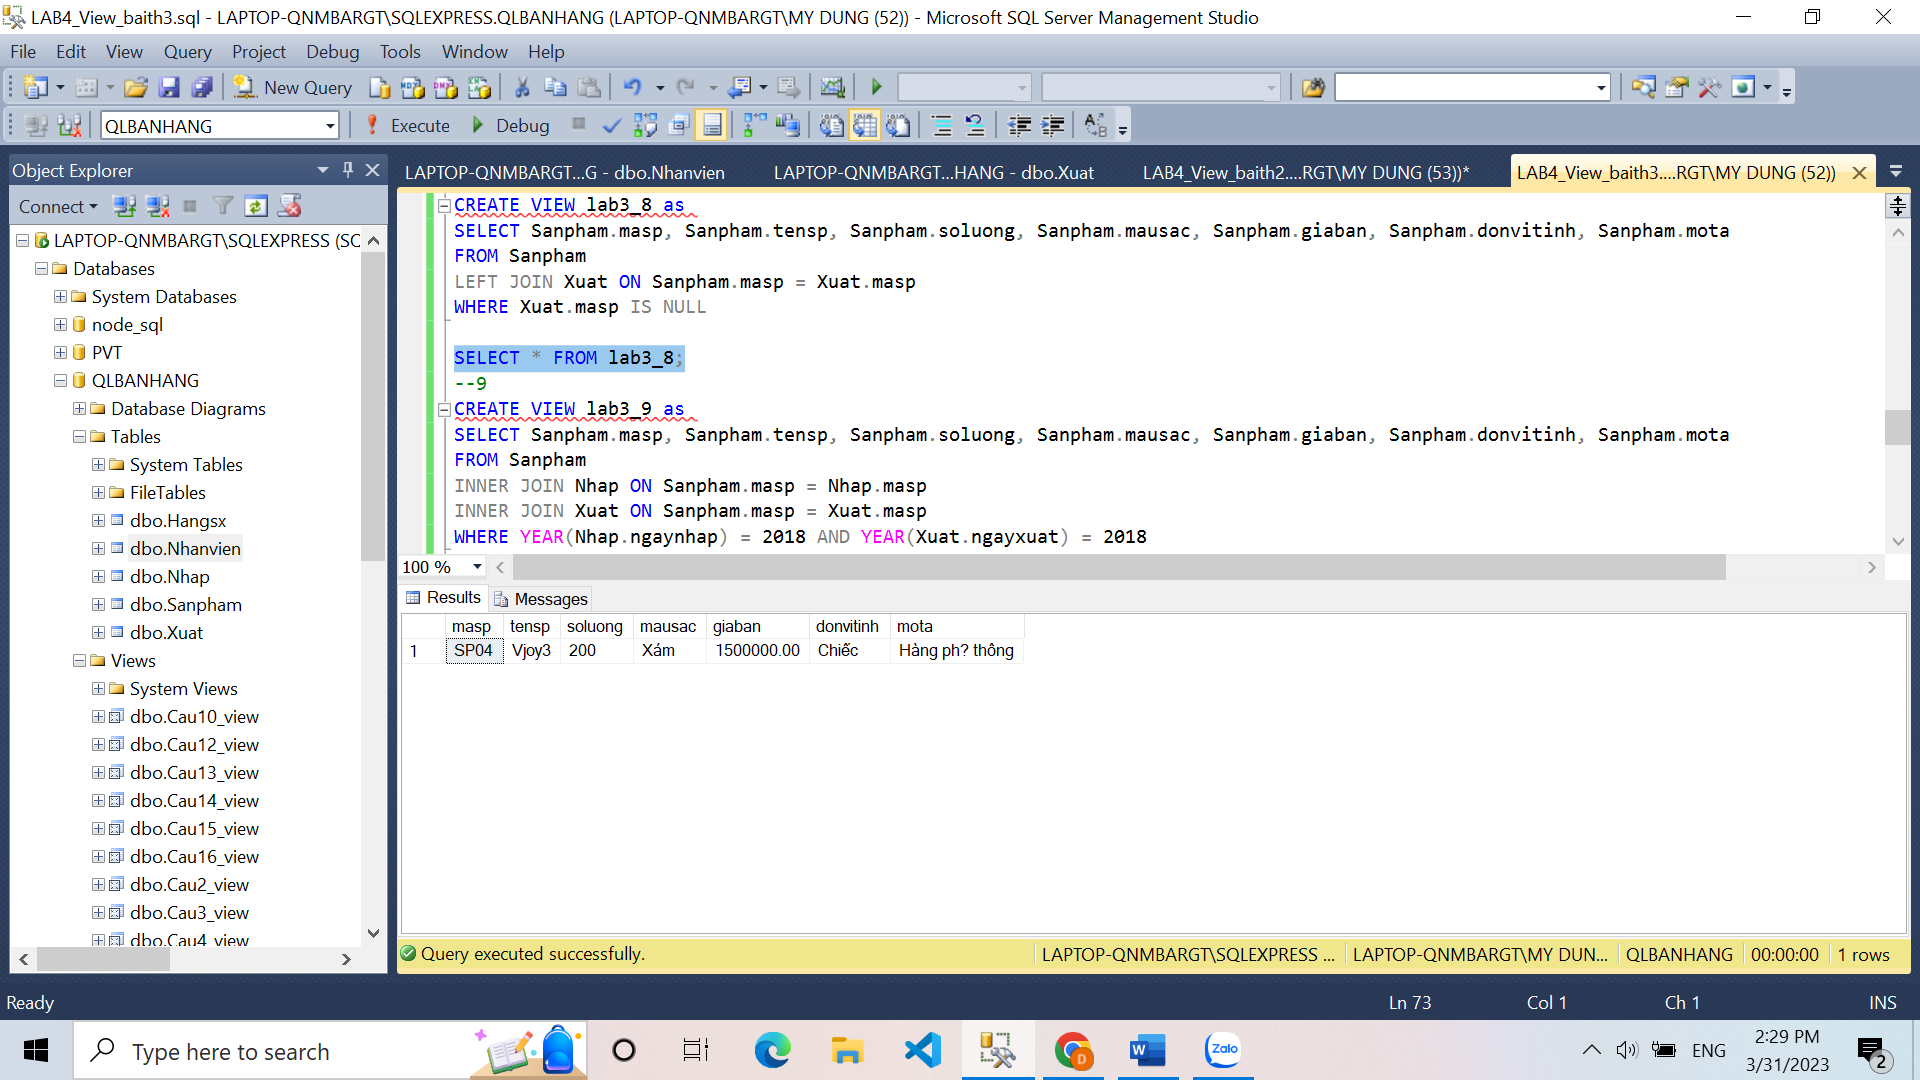 LAB4_View_baith3.sql - LAPTOP-QNMBARGT\SQLEXPRESS.QLBANHANG (LAPTOP-QNMBARGT\MY DUNG (52)) - Microsoft SQL Server Management Studio
File Edit View Query Project Debug Tools Window Help
New Query
QLBANHANG Execute Debug
Object Explorer
Connect
LAPTOP-QNMBARGT\SQLEXPRESS (SC
Databases
System Databases
node_sql
PVT
QLBANHANG
Database Diagrams
Tables
System Tables
FileTables
dbo.Hangsx
dbo.Nhanvien
dbo.Nhap
dbo.Sanpham
dbo.Xuat
Views
System Views
dbo.Cau10_view
dbo.Cau12_view
dbo.Cau13_view
dbo.Cau14_view
dbo.Cau15_view
dbo.Cau16_view
dbo.Cau2_view
dbo.Cau3_view
dbo.Cau4_view
LAPTOP-QNMBARGT...G - dbo.Nhanvien LAPTOP-QNMBARGT...HANG - dbo.Xuat LAB4_View_baith2....RGT\MY DUNG (53))* LAB4_View_baith3....RGT\MY DUNG (52))
CREATE VIEW lab3_8 as
SELECT Sanpham.masp, Sanpham.tensp, Sanpham.soluong, Sanpham.mausac, Sanpham.giaban, Sanpham.donvitinh, Sanpham.mota
FROM Sanpham
LEFT JOIN Xuat ON Sanpham.masp = Xuat.masp
WHERE Xuat.masp IS NULL
SELECT * FROM lab3_8;
--9
CREATE VIEW lab3_9 as
SELECT Sanpham.masp, Sanpham.tensp, Sanpham.soluong, Sanpham.mausac, Sanpham.giaban, Sanpham.donvitinh, Sanpham.mota
FROM Sanpham
INNER JOIN Nhap ON Sanpham.masp = Nhap.masp
INNER JOIN Xuat ON Sanpham.masp = Xuat.masp
WHERE YEAR(Nhap.ngaynhap) = 2018 AND YEAR(Xuat.ngayxuat) = 2018
100 %
Results Messages
masp tensp soluong mausac giaban donvitinh mota
1 SP04 Vjoy3 200 Xám 1500000.00 Chiếc Hàng ph? thông
Query executed successfully. LAPTOP-QNMBARGT\SQLEXPRESS ... LAPTOP-QNMBARGT\MY DUN... QLBANHANG 00:00:00 1 rows
Ready Ln 73 Col 1 Ch 1 INS
Type here to search
Zalo
ENG
2:29 PM
3/31/2023
2